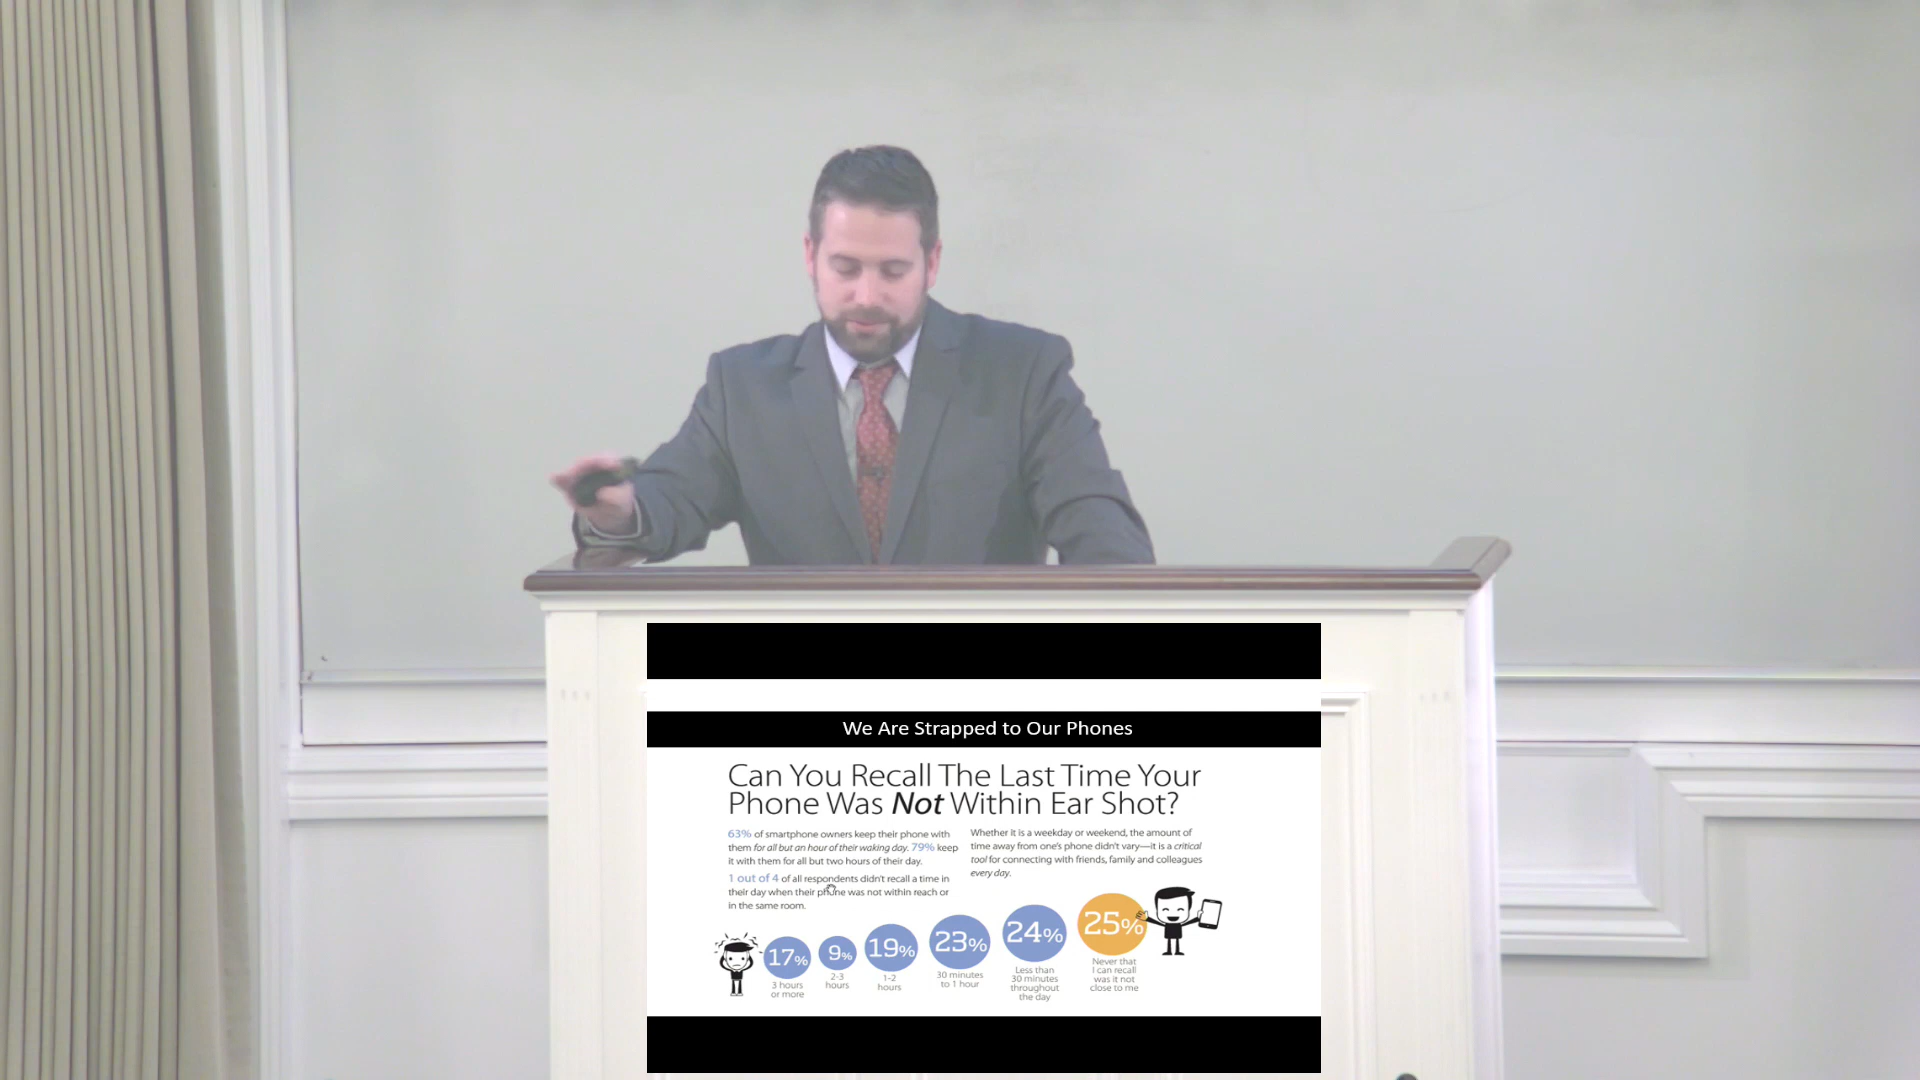 We Are Strapped to Our Phones
Can You Recall The Last Time Your
Phone Was Not Within Ear Shot?
63% of smartphone owners keep their phone with
them for all but an hour of their waking day. 79% keep
it with them for all but two hours of their day.
1 out of 4 of all respondents didn't recall a time in
their day when their phone was not within reach or
in the same room.
Whether it is a weekday or weekend, the amount of
time away from one's phone didn't vary—it is a critical
tool for connecting with friends, family and colleagues
every day.
17%
3 hours
or more
9%
2-3
hours
19%
1-2
hours
23%
30 minutes
to 1 hour
24%
Less than
30 minutes
throughout
the day
25%
Never that
I can recall
was it not
close to me